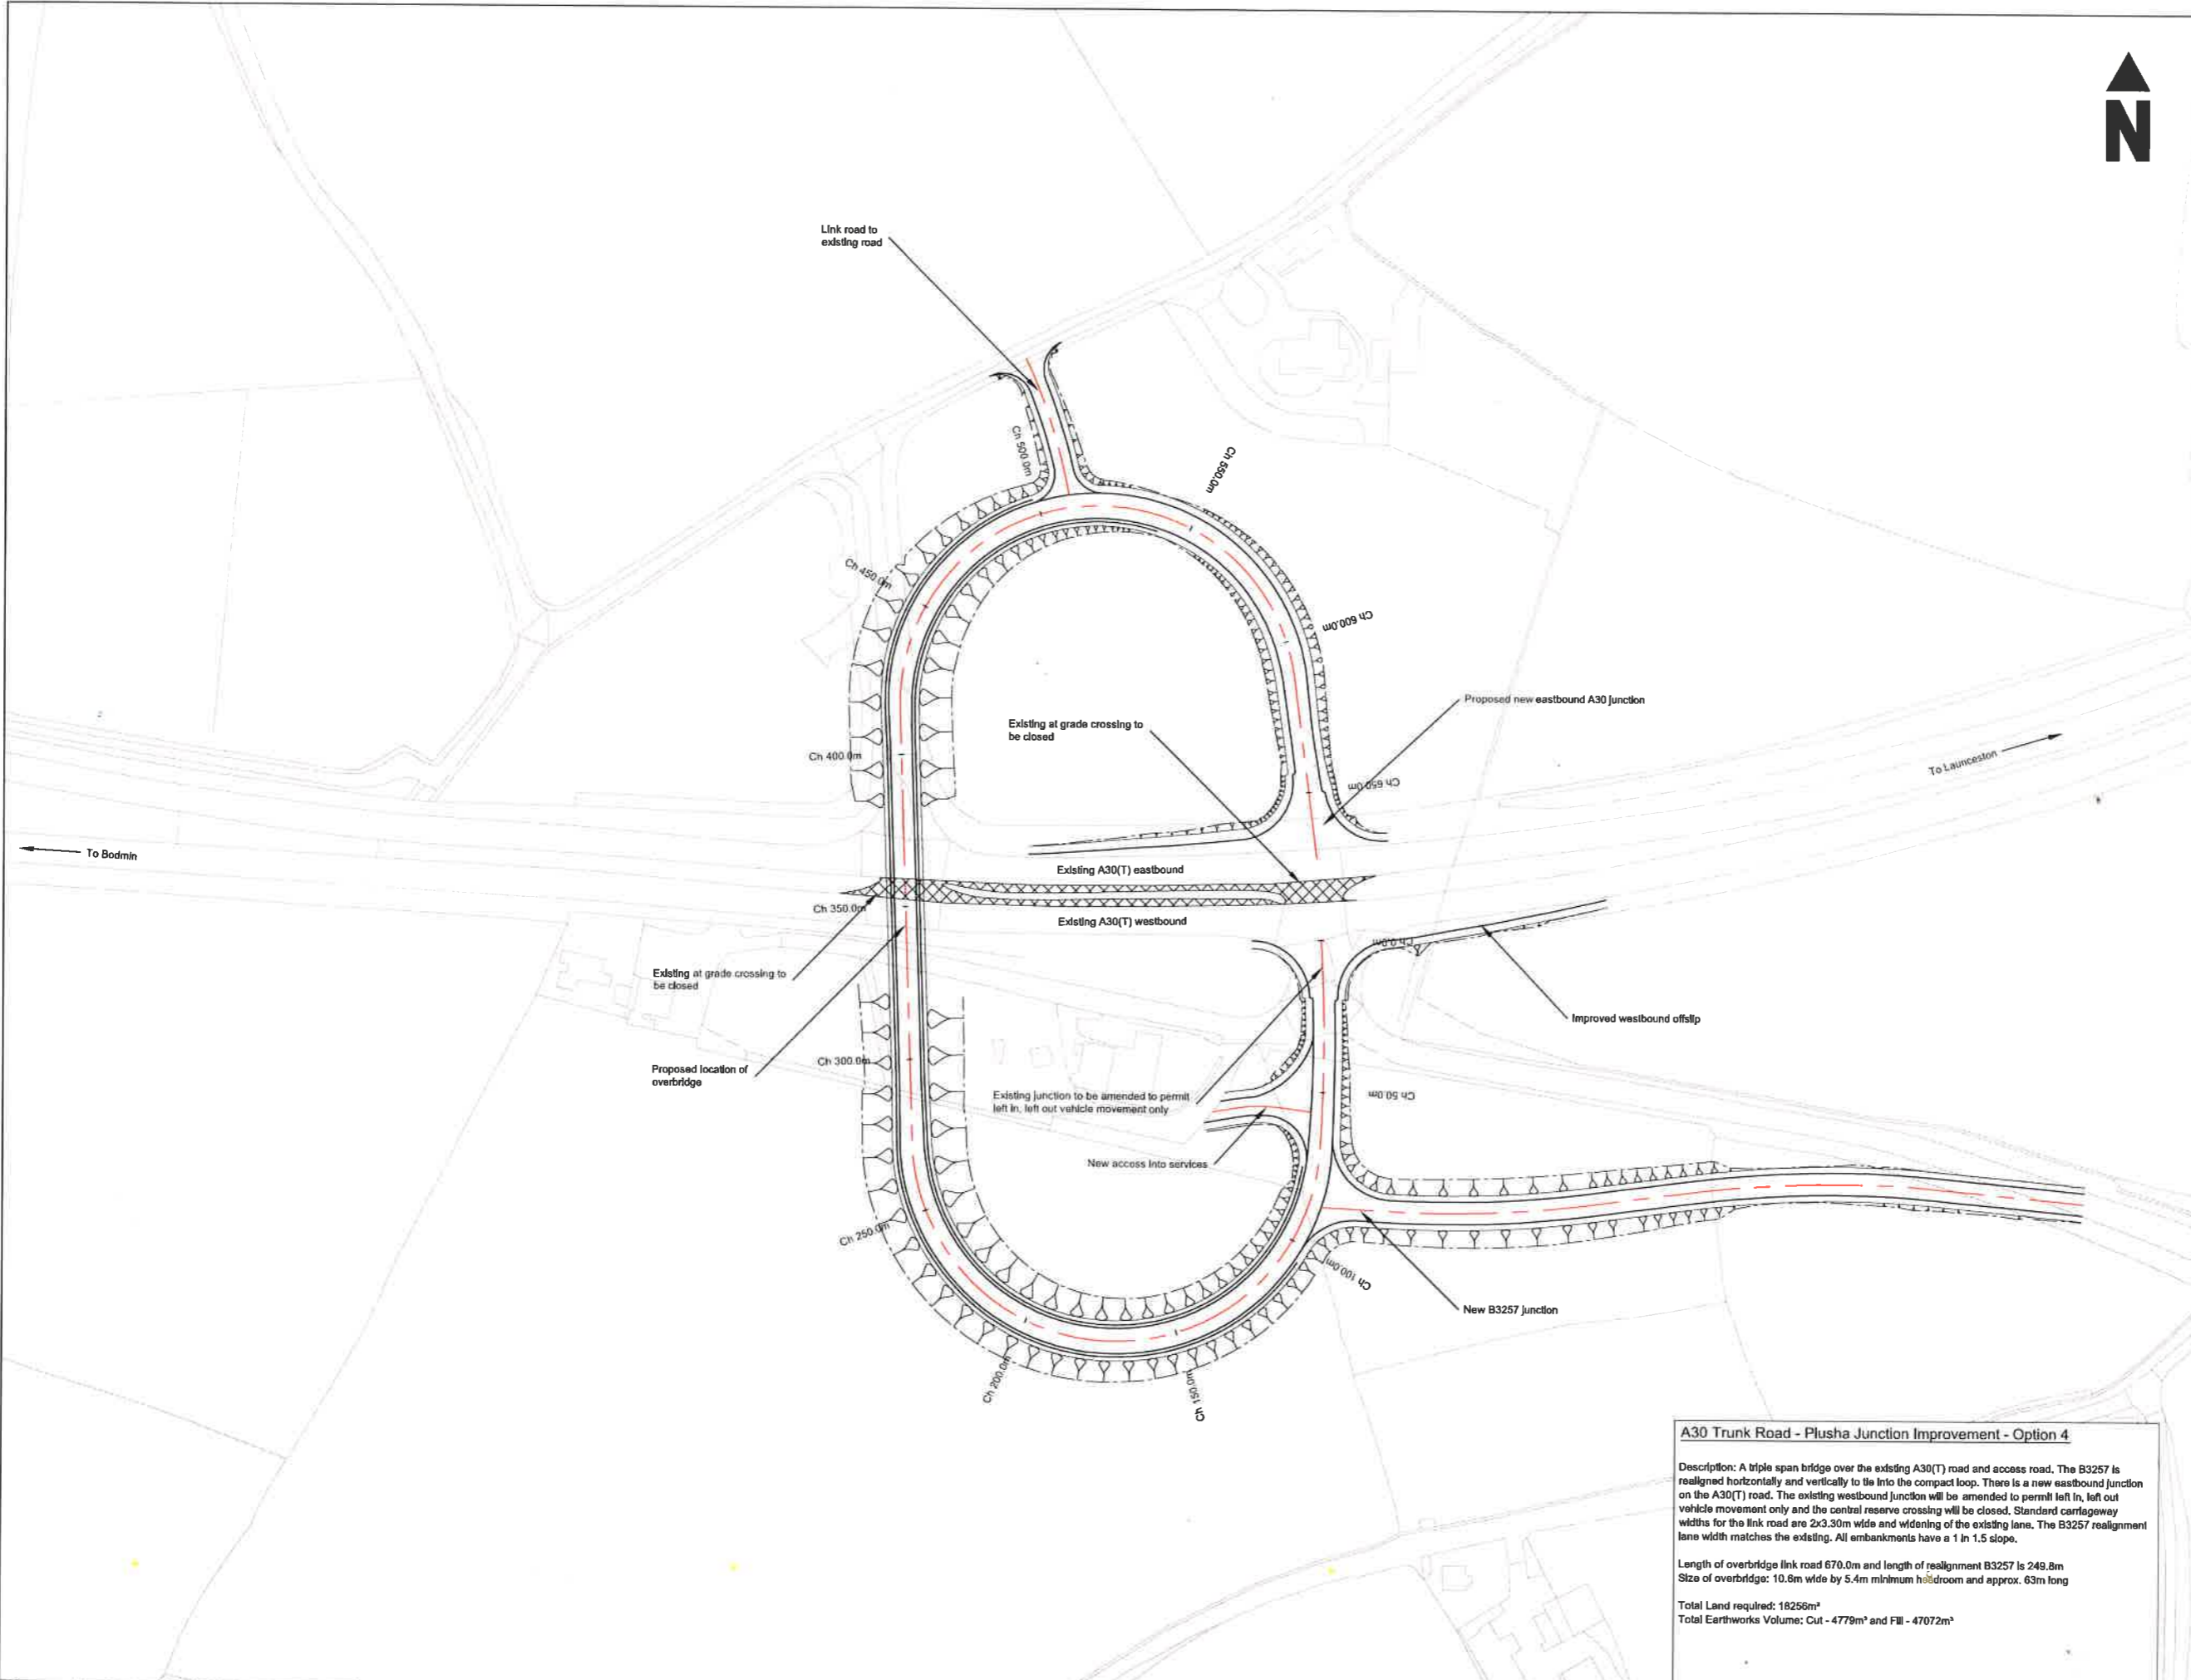 N
Link road to
existing road
Ch 500.0m
Ch 550.0m
Ch 450.0m
Ch 600.0m
Proposed new eastbound A30 junction
Existing at grade crossing to
be closed
To Launceston
Ch 400.0m
Ch 650.0m
To Bodmin
Existing A30(T) eastbound
Ch 350.0m
Existing A30(T) westbound
Ch 0.0m
Existing at grade crossing to
be closed
Improved westbound offslip
Ch 300.0m
Proposed location of
overbridge
Existing junction to be amended to permit
left in, left out vehicle movement only
Ch 50.0m
New access into services
Ch 250.0m
Ch 100.0m
New B3257 junction
Ch 200.0m
Ch 150.0m
A30 Trunk Road - Plusha Junction Improvement - Option 4
Description: A triple span bridge over the existing A30(T) road and access road. The B3257 is
realigned horizontally and vertically to tie into the compact loop. There is a new eastbound junction
on the A30(T) road. The existing westbound junction will be amended to permit left in, left out
vehicle movement only and the central reserve crossing will be closed. Standard carriageway
widths for the link road are 2x3.30m wide and widening of the existing lane. The B3257 realignment
lane width matches the existing. All embankments have a 1 in 1.5 slope.
Length of overbridge link road 670.0m and length of realignment B3257 is 249.8m
Size of overbridge: 10.6m wide by 5.4m minimum headroom and approx. 63m long
Total Land required: 18256m²
Total Earthworks Volume: Cut - 4779m³ and Fill - 47072m³